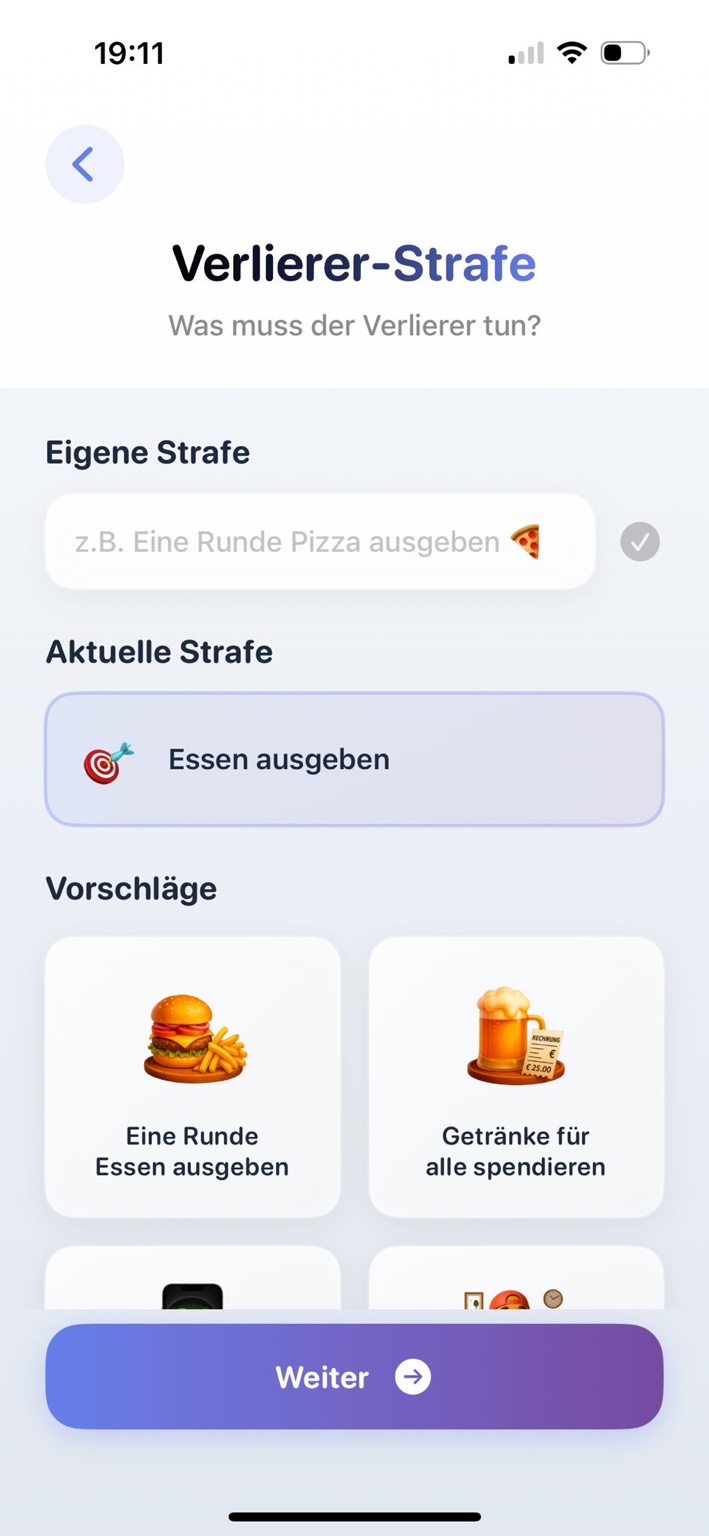 19:11
Verlierer-Strafe
Was muss der Verlierer tun?
Eigene Strafe
z.B. Eine Runde Pizza ausgeben 🍕
Aktuelle Strafe
🎯 Essen ausgeben
Vorschläge
RECHNUNG
€
€ 25.00
Eine Runde
Essen ausgeben
Getränke für
alle spendieren
Weiter